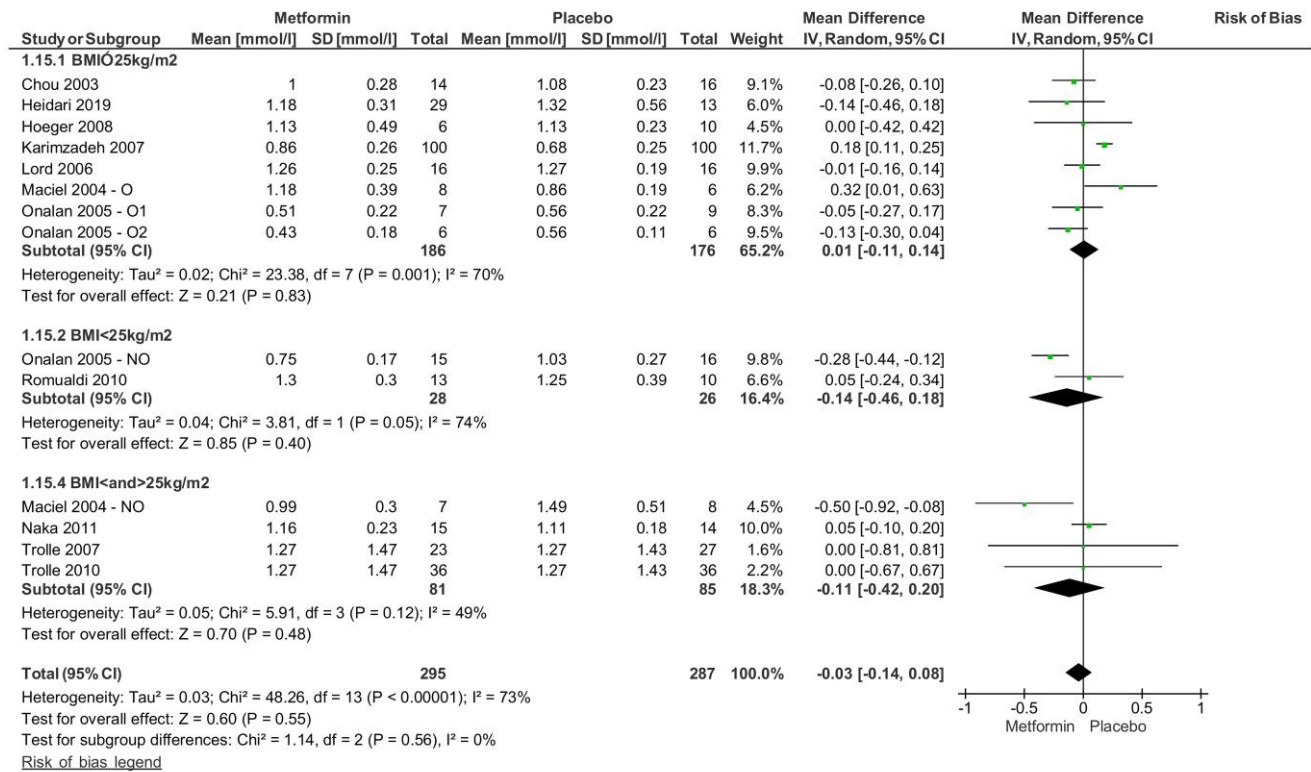 Metformin Placebo Mean Difference Mean Difference Risk of Bias
Study or Subgroup Mean [mmol/l] SD [mmol/l] Total Mean [mmol/l] SD [mmol/l] Total Weight IV, Random, 95% CI IV, Random, 95% CI
1.15.1 BMIÓ25kg/m2
Chou 2003 1 0.28 14 1.08 0.23 16 9.1% -0.08 [-0.26, 0.10]
Heidari 2019 1.18 0.31 29 1.32 0.56 13 6.0% -0.14 [-0.46, 0.18]
Hoeger 2008 1.13 0.49 6 1.13 0.23 10 4.5% 0.00 [-0.42, 0.42]
Karimzadeh 2007 0.86 0.26 100 0.68 0.25 100 11.7% 0.18 [0.11, 0.25]
Lord 2006 1.26 0.25 16 1.27 0.19 16 9.9% -0.01 [-0.16, 0.14]
Maciel 2004 - O 1.18 0.39 8 0.86 0.19 6 6.2% 0.32 [0.01, 0.63]
Onalan 2005 - O1 0.51 0.22 7 0.56 0.22 9 8.3% -0.05 [-0.27, 0.17]
Onalan 2005 - O2 0.43 0.18 6 0.56 0.11 6 9.5% -0.13 [-0.30, 0.04]
Subtotal (95% CI) 186 176 65.2% 0.01 [-0.11, 0.14]
Heterogeneity: Tau² = 0.02; Chi² = 23.38, df = 7 (P = 0.001); I² = 70%
Test for overall effect: Z = 0.21 (P = 0.83)
1.15.2 BMI<25kg/m2
Onalan 2005 - NO 0.75 0.17 15 1.03 0.27 16 9.8% -0.28 [-0.44, -0.12]
Romualdi 2010 1.3 0.3 13 1.25 0.39 10 6.6% 0.05 [-0.24, 0.34]
Subtotal (95% CI) 28 26 16.4% -0.14 [-0.46, 0.18]
Heterogeneity: Tau² = 0.04; Chi² = 3.81, df = 1 (P = 0.05); I² = 74%
Test for overall effect: Z = 0.85 (P = 0.40)
1.15.4 BMI<and>25kg/m2
Maciel 2004 - NO 0.99 0.3 7 1.49 0.51 8 4.5% -0.50 [-0.92, -0.08]
Naka 2011 1.16 0.23 15 1.11 0.18 14 10.0% 0.05 [-0.10, 0.20]
Trolle 2007 1.27 1.47 23 1.27 1.43 27 1.6% 0.00 [-0.81, 0.81]
Trolle 2010 1.27 1.47 36 1.27 1.43 36 2.2% 0.00 [-0.67, 0.67]
Subtotal (95% CI) 81 85 18.3% -0.11 [-0.42, 0.20]
Heterogeneity: Tau² = 0.05; Chi² = 5.91, df = 3 (P = 0.12); I² = 49%
Test for overall effect: Z = 0.70 (P = 0.48)
Total (95% CI) 295 287 100.0% -0.03 [-0.14, 0.08]
Heterogeneity: Tau² = 0.03; Chi² = 48.26, df = 13 (P < 0.00001); I² = 73%
Test for overall effect: Z = 0.60 (P = 0.55)
Test for subgroup differences: Chi² = 1.14, df = 2 (P = 0.56), I² = 0%
-1 -0.5 0 0.5 1
Metformin Placebo
Risk of bias legend